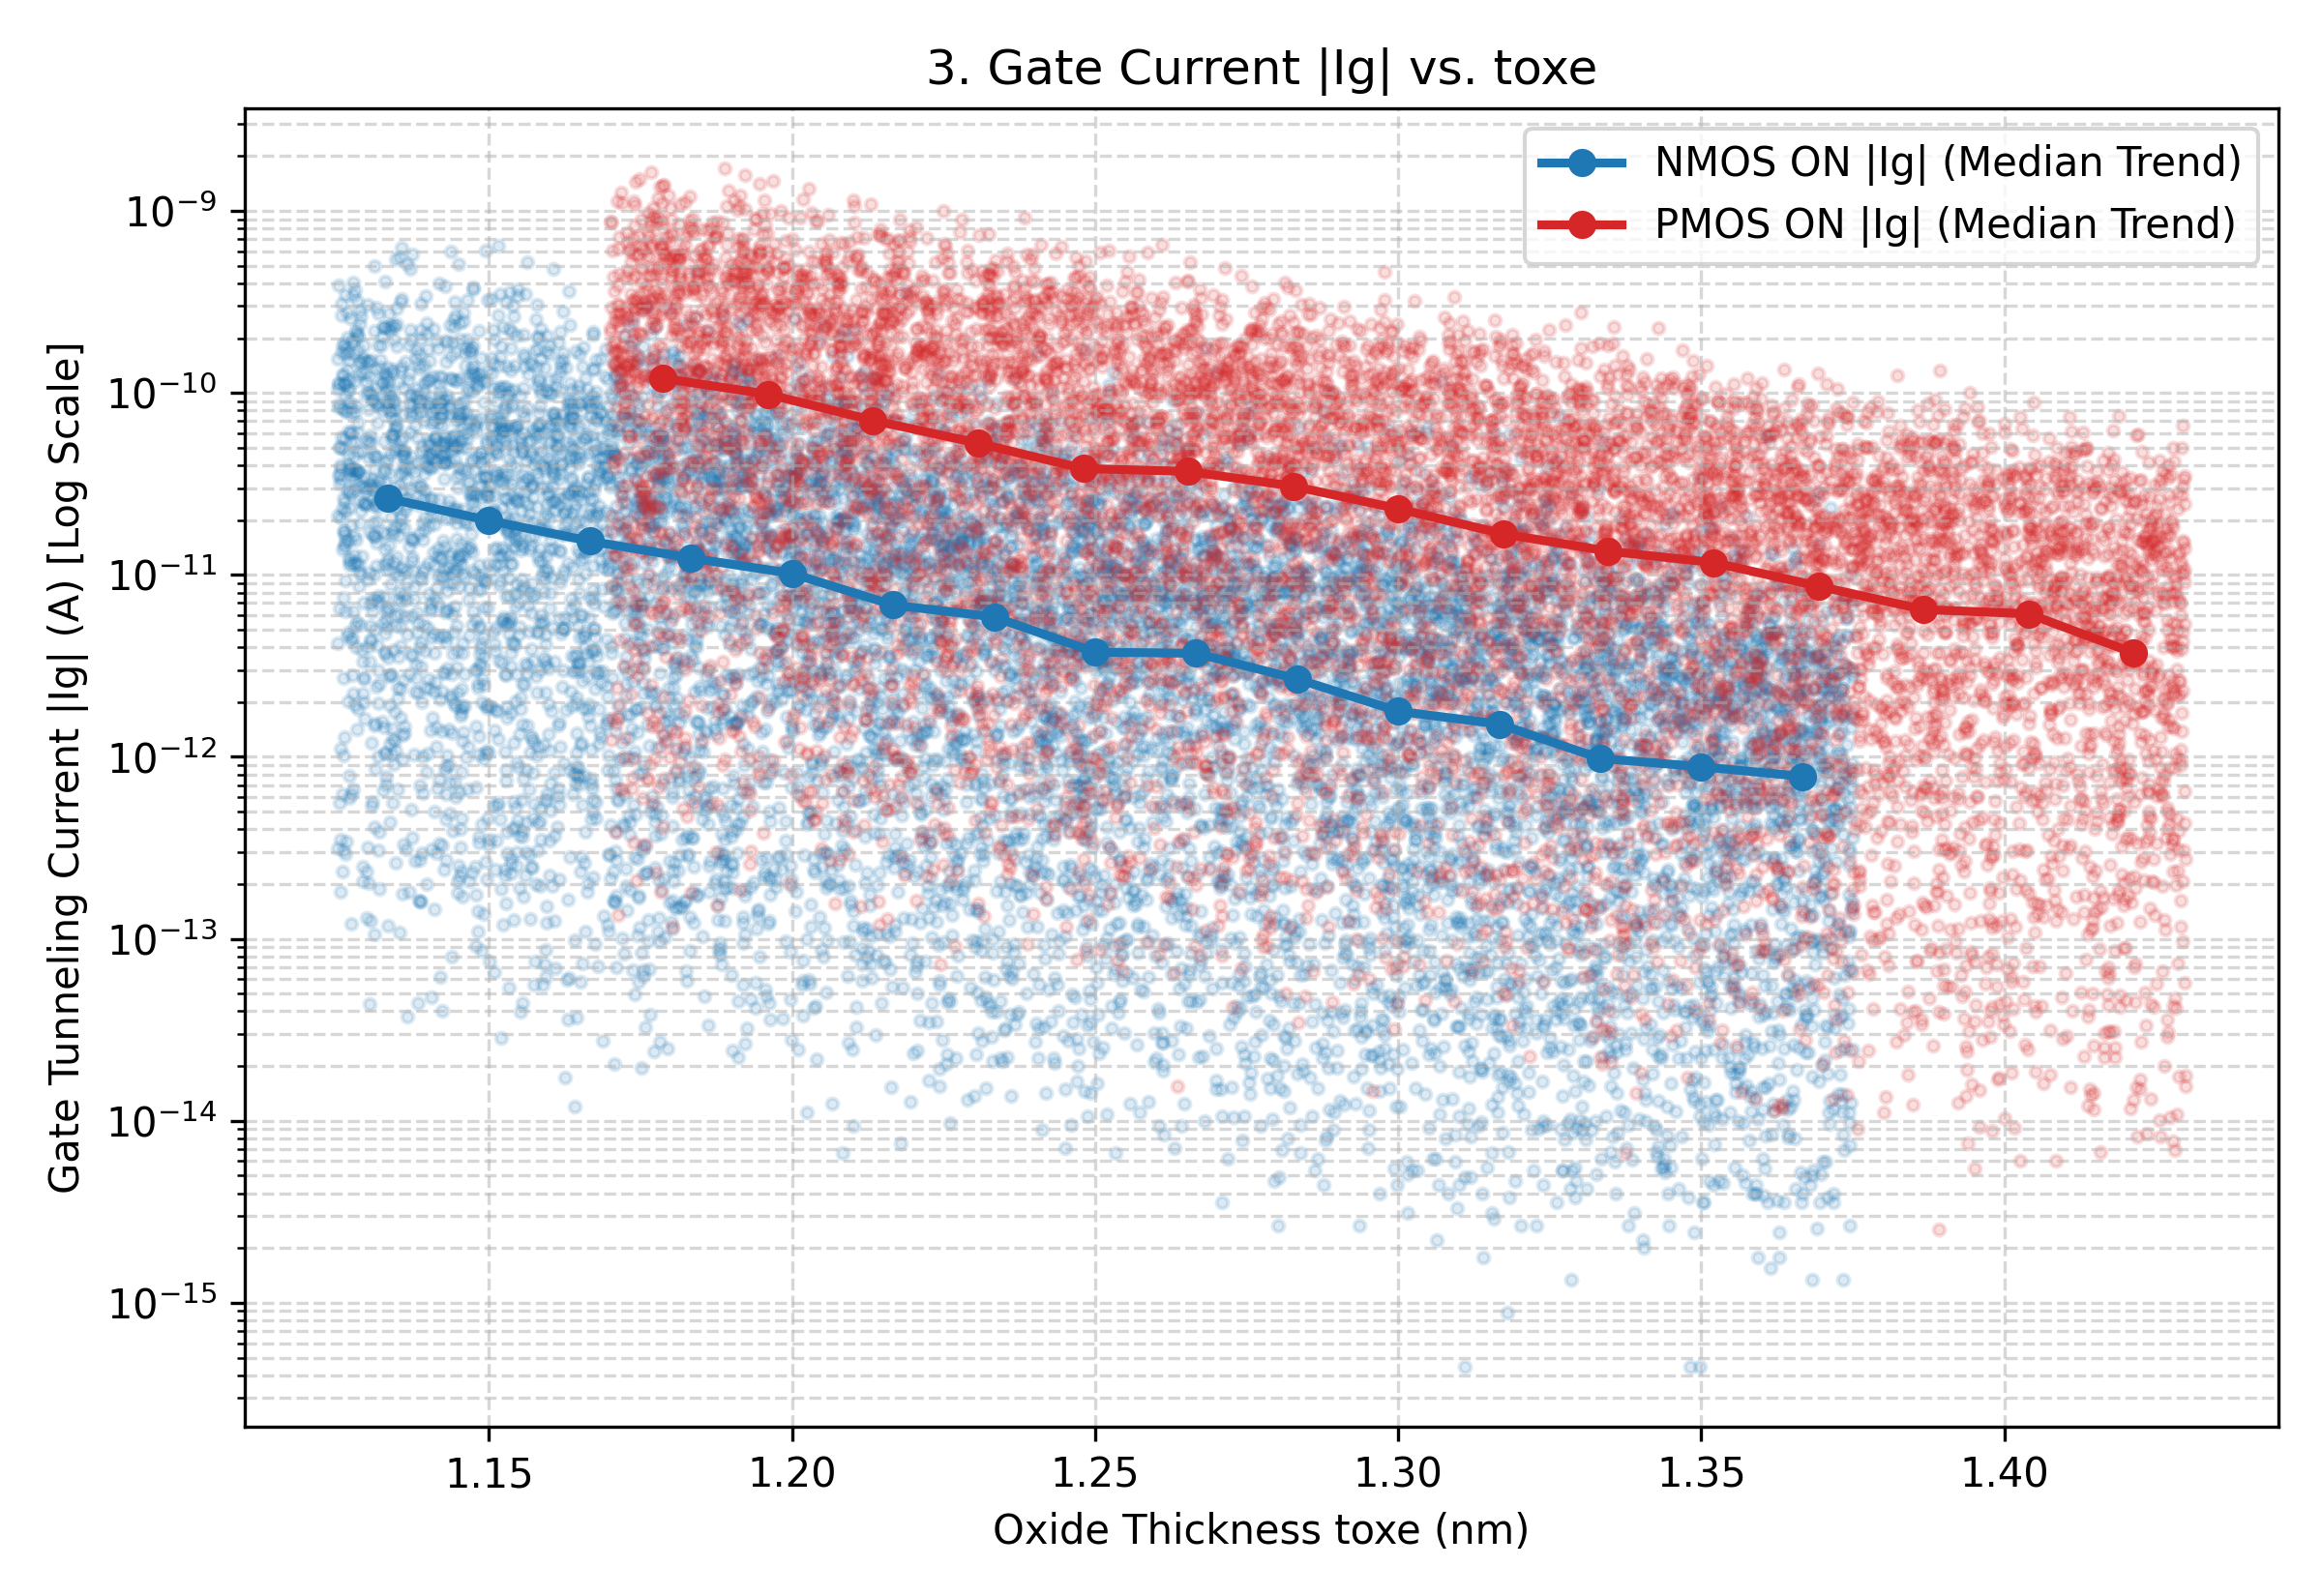 3. Gate Current |Ig| vs. toxe
NMOS ON |Ig| (Median Trend)
PMOS ON |Ig| (Median Trend)
Gate Tunneling Current |Ig| (A) [Log Scale]
10⁻⁹
10⁻¹⁰
10⁻¹¹
10⁻¹²
10⁻¹³
10⁻¹⁴
10⁻¹⁵
1.15 1.20 1.25 1.30 1.35 1.40
Oxide Thickness toxe (nm)